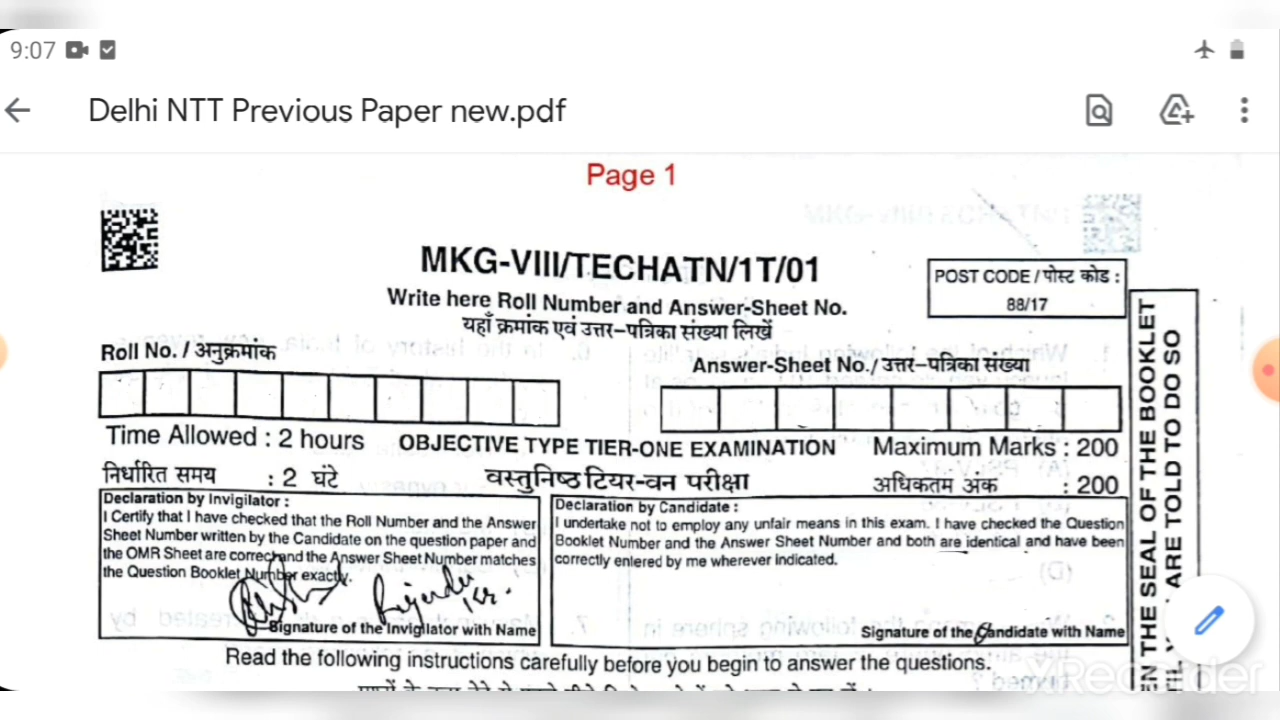 9:07
Delhi NTT Previous Paper new.pdf
Page 1
MKG-VIII/TECHATN/1T/01
POST CODE / पोस्ट कोड :
88/17
Write here Roll Number and Answer-Sheet No.
यहाँ क्रमांक एवं उत्तर-पत्रिका संख्या लिखें
Roll No. / अनुक्रमांक
Answer-Sheet No./ उत्तर-पत्रिका संख्या
Time Allowed : 2 hours OBJECTIVE TYPE TIER-ONE EXAMINATION Maximum Marks : 200
निर्धारित समय : 2 घंटे वस्तुनिष्ठ टियर-वन परीक्षा अधिकतम अंक : 200
Declaration by Invigilator :
I Certify that I have checked that the Roll Number and the Answer
Sheet Number written by the Candidate on the question paper and
the OMR Sheet are correct and the Answer Sheet Number matches
the Question Booklet Number exactly.
Signature of the Invigilator with Name
Declaration by Candidate :
I undertake not to employ any unfair means in this exam. I have checked the Question
Booklet Number and the Answer Sheet Number and both are identical and have been
correctly entered by me wherever indicated.
Signature of the Candidate with Name
Read the following instructions carefully before you begin to answer the questions.
EN THE SEAL OF THE BOOKLET
ARE TOLD TO DO SO
XRecorder